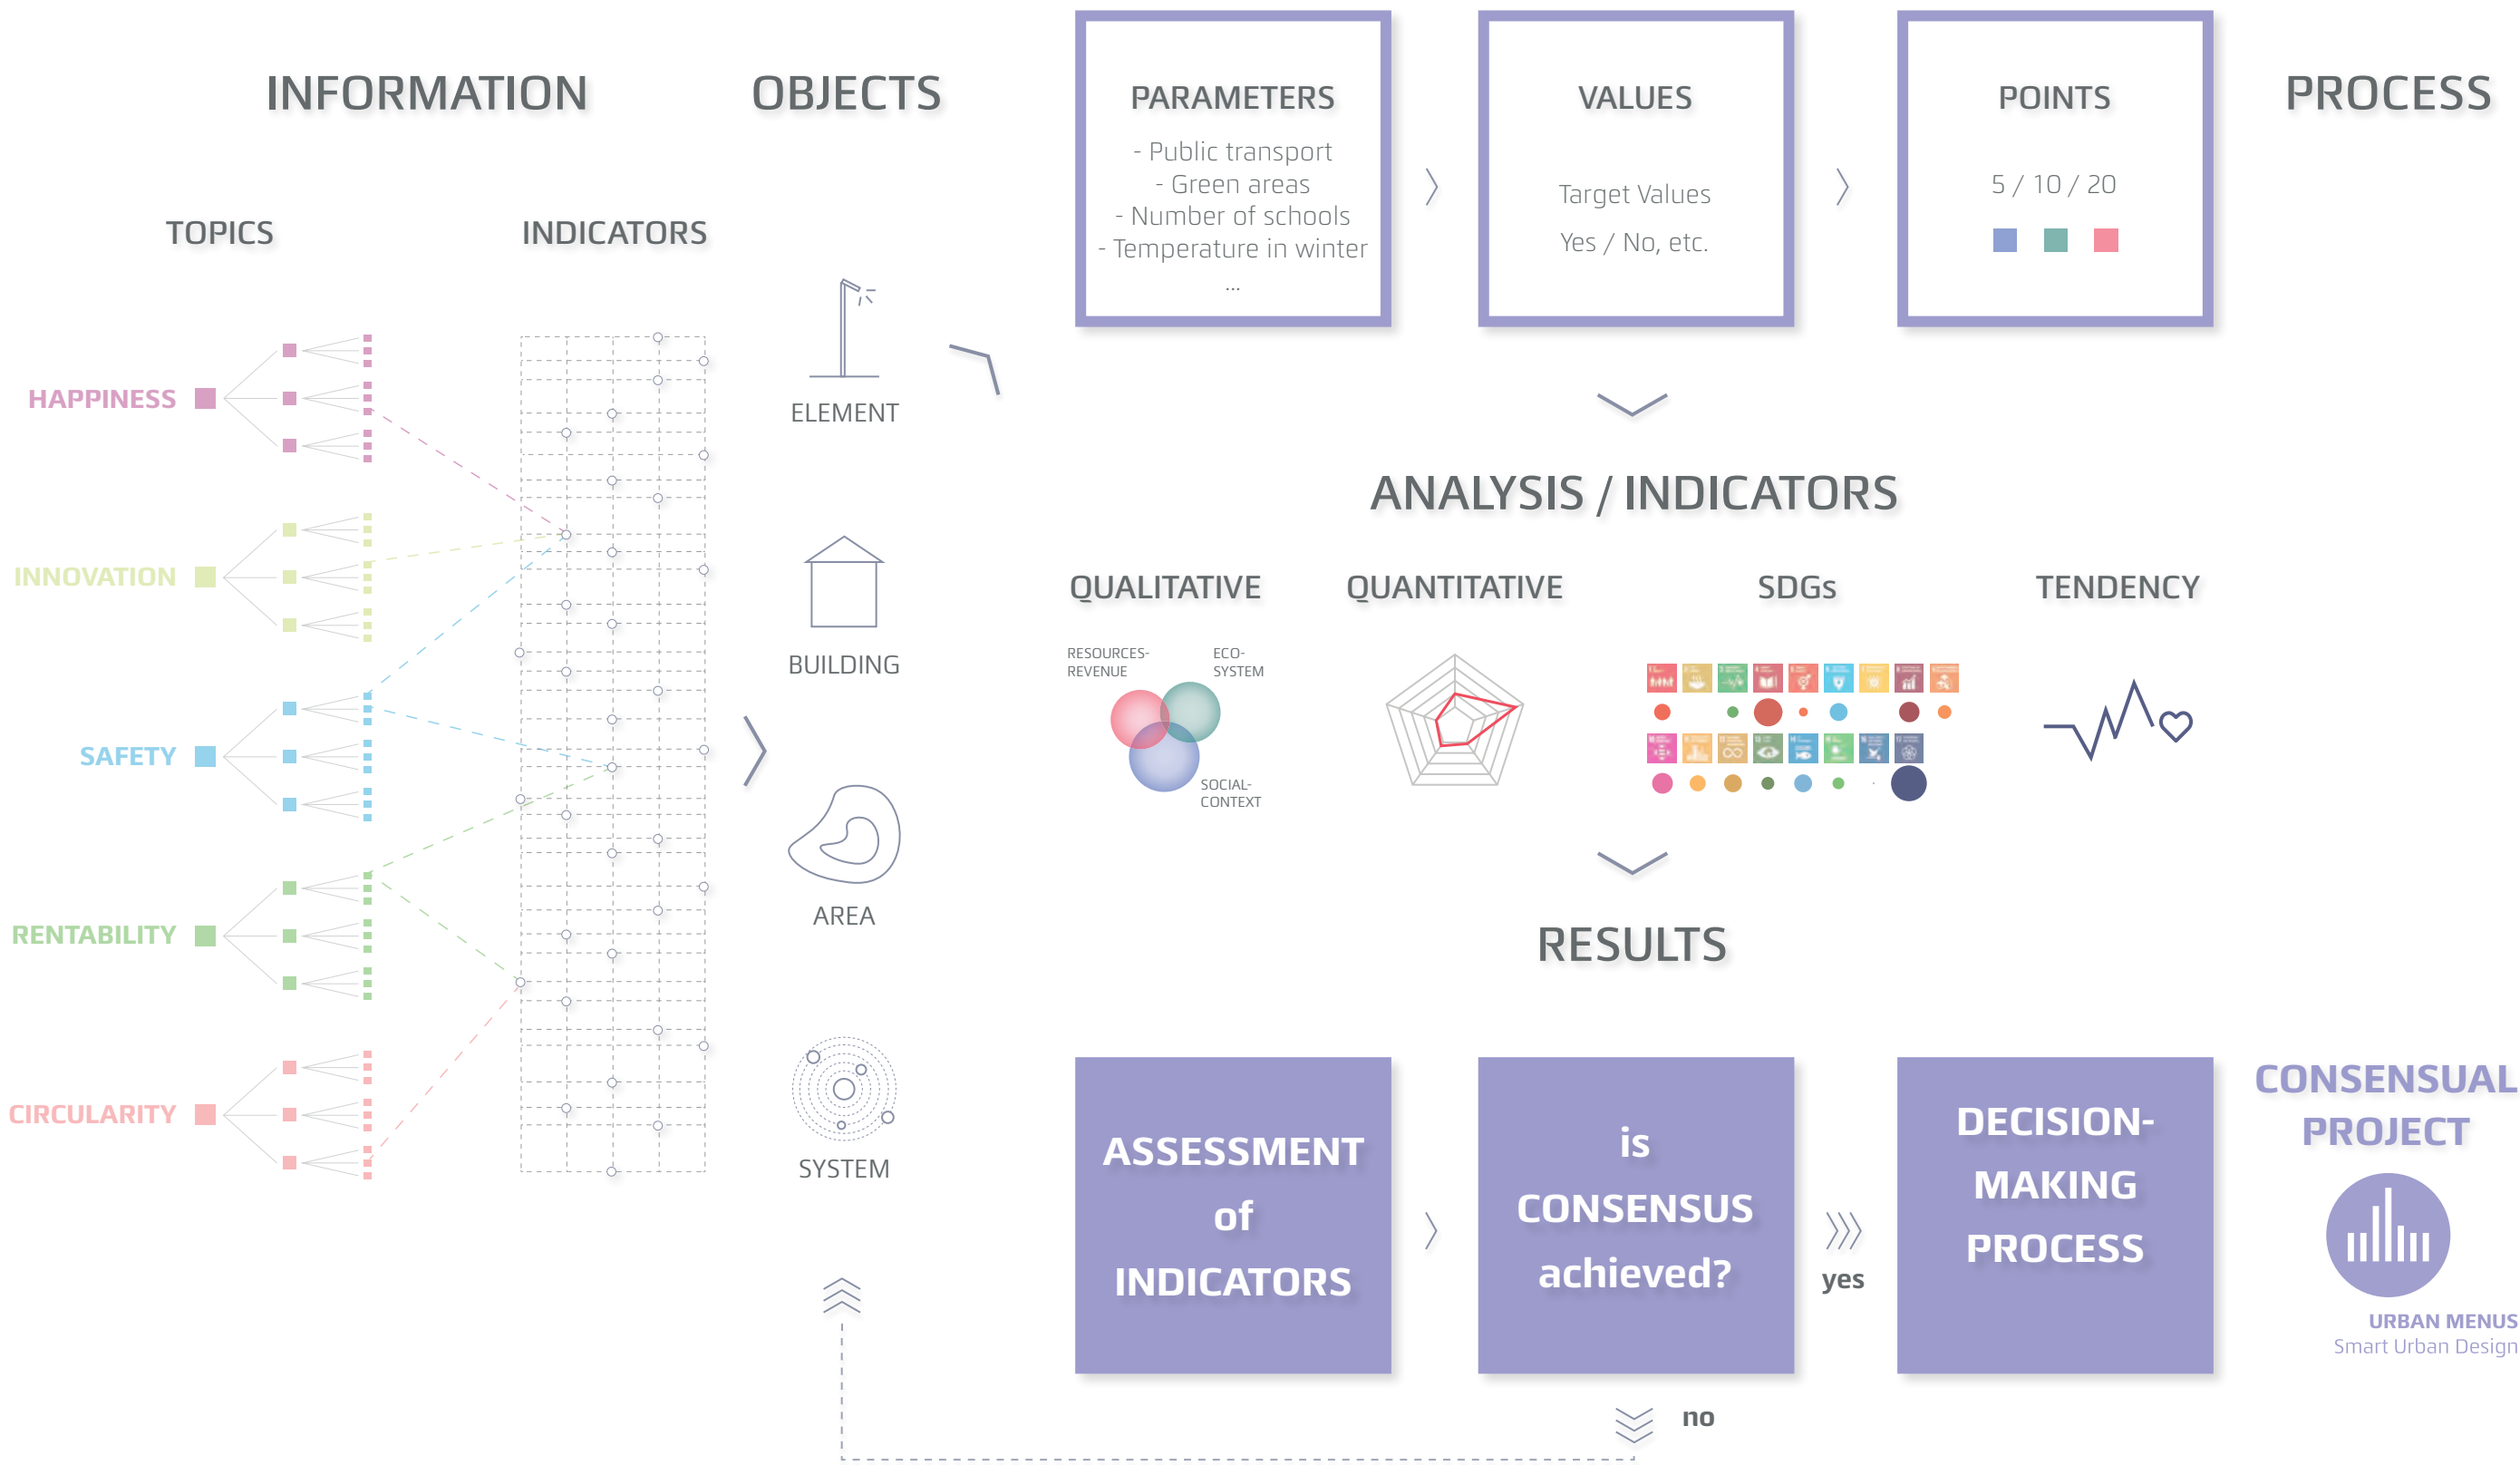 INFORMATION
OBJECTS
PROCESS
TOPICS
INDICATORS
HAPPINESS
INNOVATION
SAFETY
RENTABILITY
CIRCULARITY
ELEMENT
BUILDING
AREA
SYSTEM
PARAMETERS
- Public transport
- Green areas
- Number of schools
- Temperature in winter
...
VALUES
Target Values
Yes / No, etc.
POINTS
5 / 10 / 20
ANALYSIS / INDICATORS
QUALITATIVE
RESOURCES-
REVENUE
ECO-
SYSTEM
SOCIAL-
CONTEXT
QUANTITATIVE
SDGs
TENDENCY
RESULTS
ASSESSMENT
of
INDICATORS
is
CONSENSUS
achieved?
yes
no
DECISION-
MAKING
PROCESS
CONSENSUAL
PROJECT
URBAN MENUS
Smart Urban Design